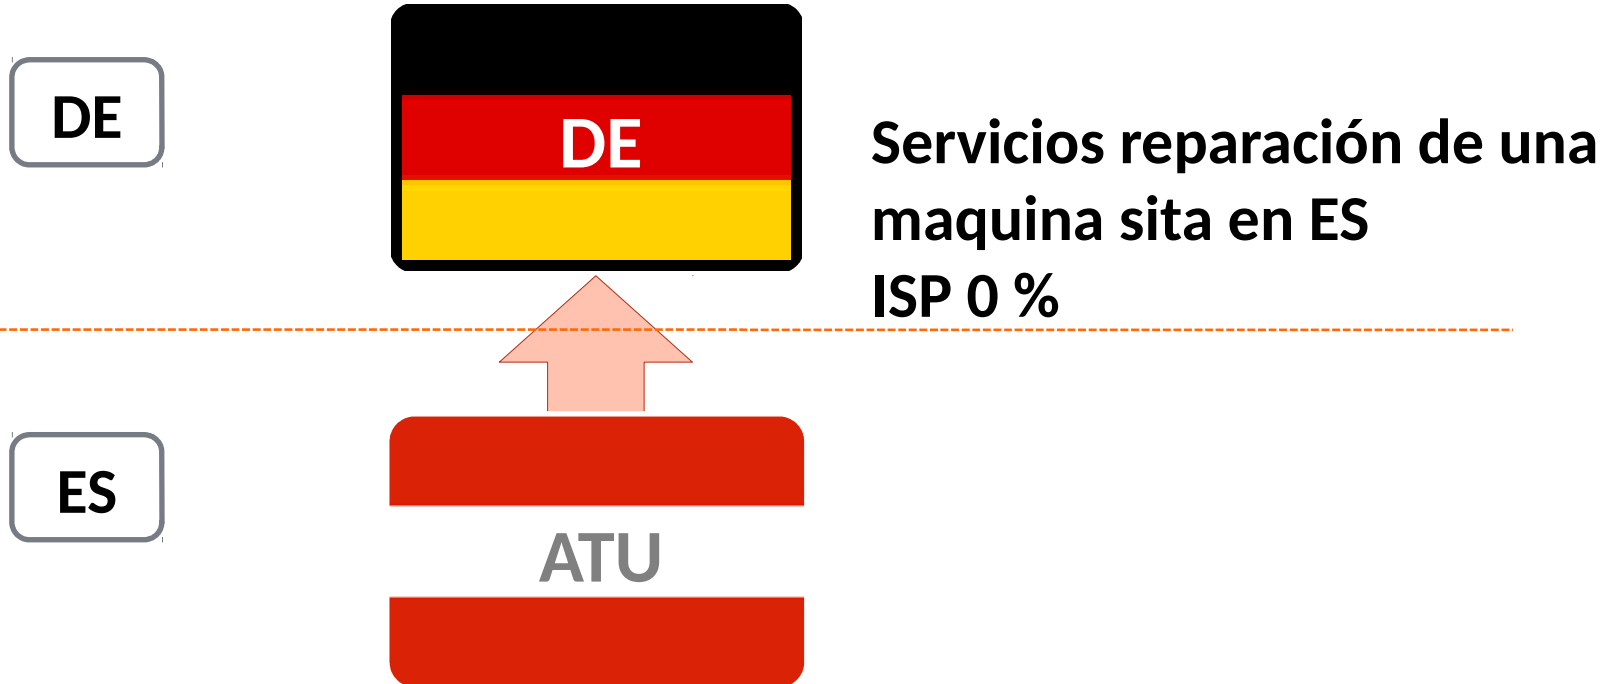 DE
DE
Servicios reparación de una
maquina sita en ES
ISP 0 %
ES
ATU